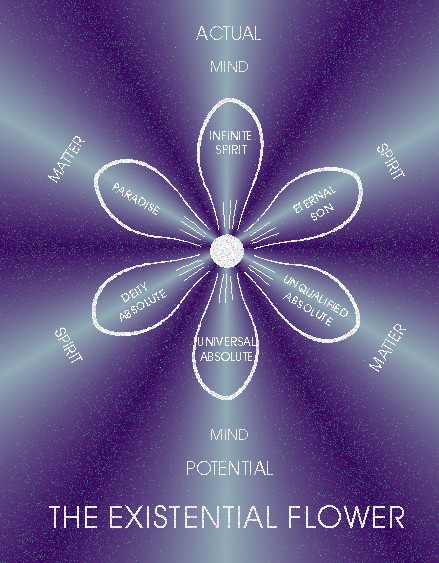 ACTUAL
MIND
INFINITE
SPIRIT
MATTER
SPIRIT
PARADISE
ETERNAL
SON
DEITY
ABSOLUTE
UNQUALIFIED
ABSOLUTE
UNIVERSAL
ABSOLUTE
SPIRIT
MATTER
MIND
POTENTIAL
THE EXISTENTIAL FLOWER